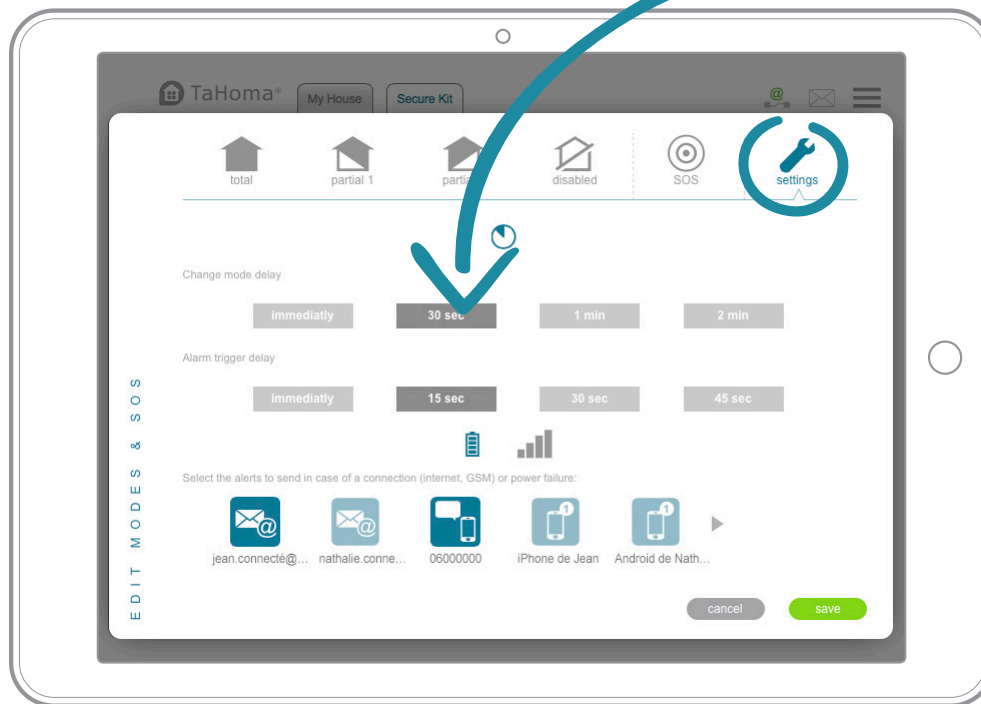 TaHoma®
My House
Secure Kit
@
total
partial 1
disabled
SOS
settings
Change mode delay
immediatly
30 sec
1 min
2 min
Alarm trigger delay
immediatly
15 sec
30 sec
45 sec
EDIT MODES & SOS
Select the alerts to send in case of a connection (internet, GSM) or power failure:
@
@
1
1
jean.connecté@...
nathalie.conne...
06000000
iPhone de Jean
Android de Nath...
cancel
save